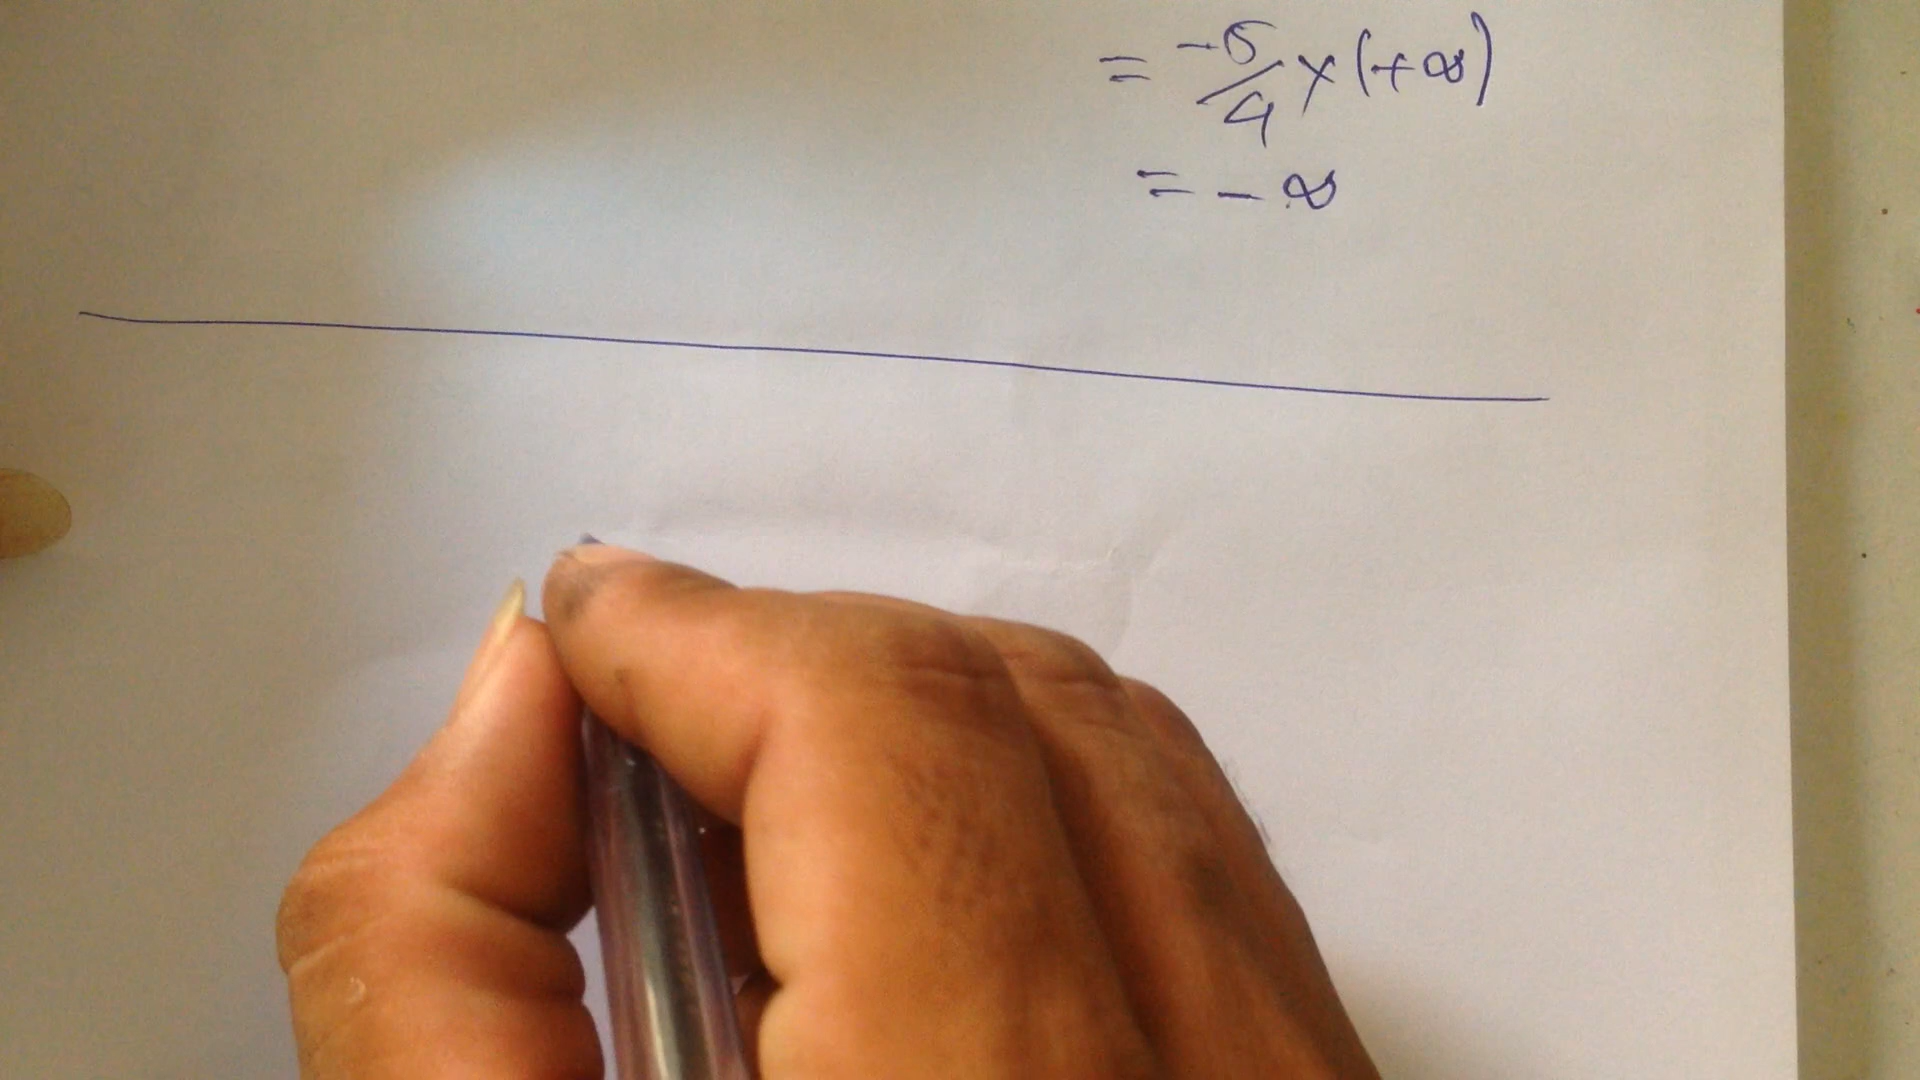 = -5/4 × (+∞)
= - ∞